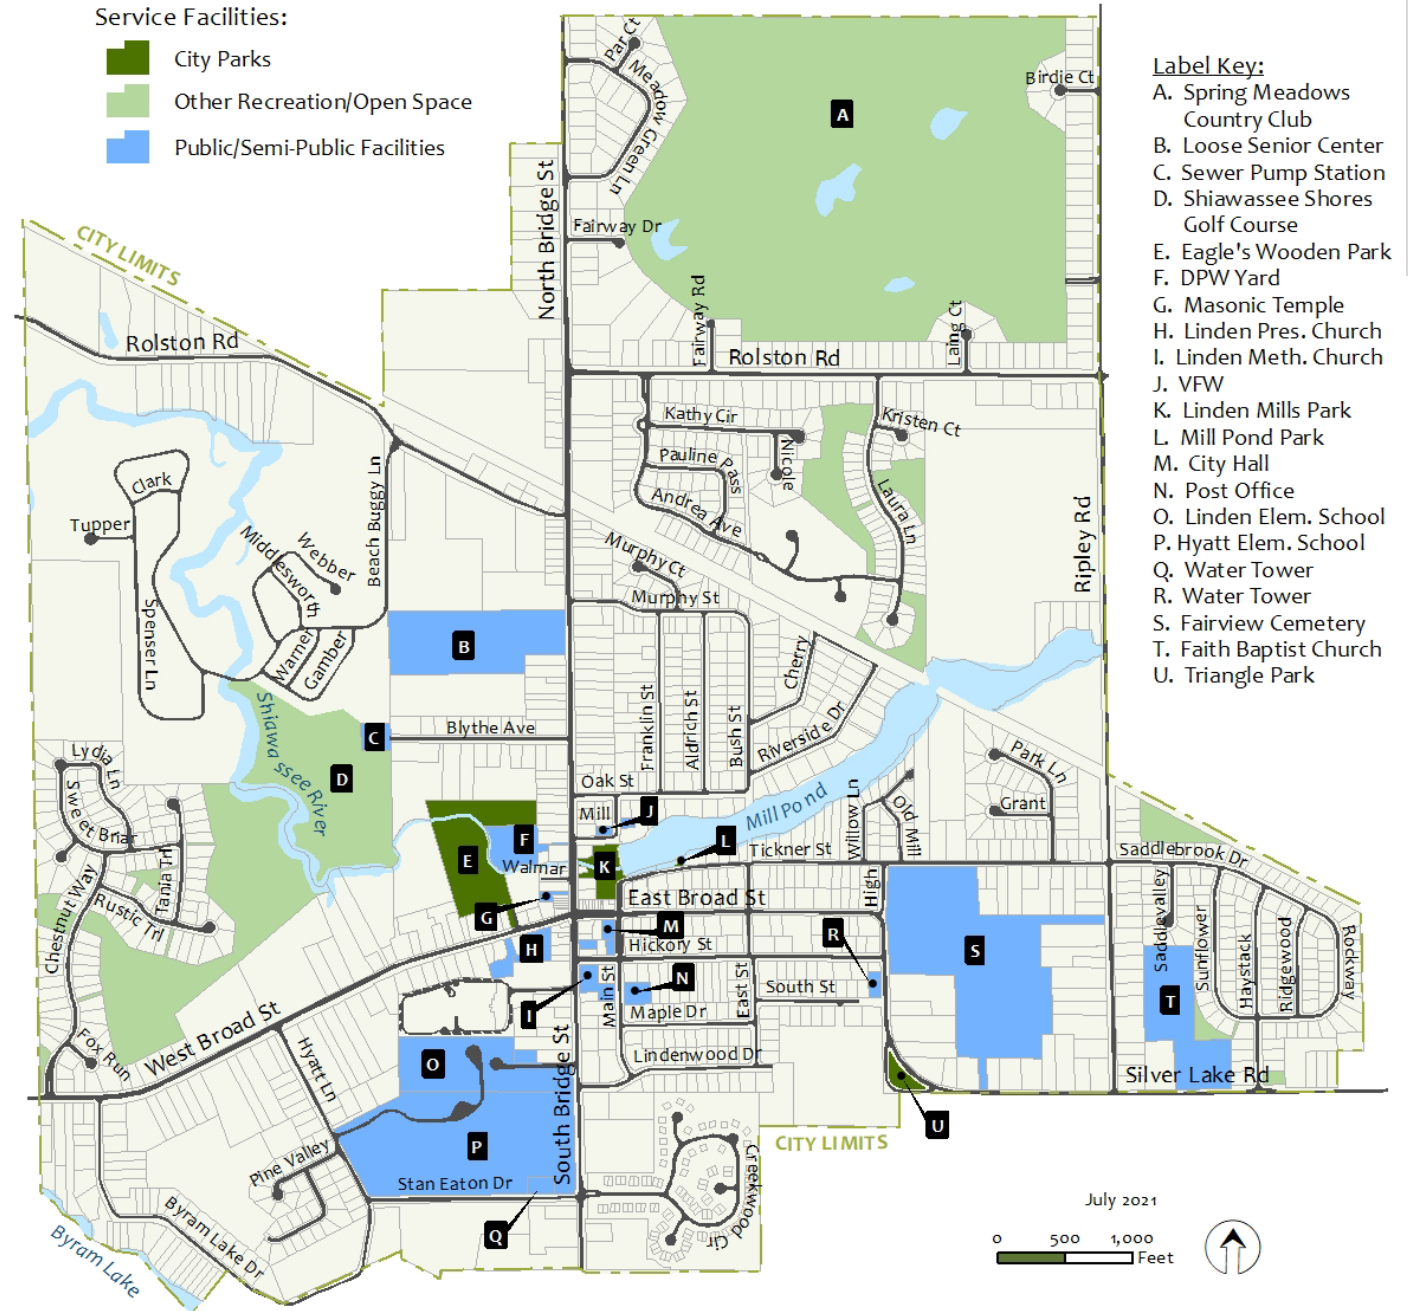 Service Facilities:
City Parks
Other Recreation/Open Space
Public/Semi-Public Facilities
Label Key:
A. Spring Meadows
Country Club
B. Loose Senior Center
C. Sewer Pump Station
D. Shiawassee Shores
Golf Course
E. Eagle's Wooden Park
F. DPW Yard
G. Masonic Temple
H. Linden Pres. Church
I. Linden Meth. Church
J. VFW
K. Linden Mills Park
L. Mill Pond Park
M. City Hall
N. Post Office
O. Linden Elem. School
P. Hyatt Elem. School
Q. Water Tower
R. Water Tower
S. Fairview Cemetery
T. Faith Baptist Church
U. Triangle Park
Par Ct
Meadow Green Ln
Birdie Ct
A
North Bridge St
Fairway Dr
CITY LIMITS
Fairway Rd
Laing Ct
Rolston Rd
Rolston Rd
Kathy Cir
Kristen Ct
Nicole
Pauline Pass
Andrea Ave
Laura Ln
Clark
Tupper
Beach Buggy Ln
Ripley Rd
Middlesworth
Webber
Murphy Ct
Murphy St
Spenser Ln
Warner
Gamber
B
Cherry
Shiawassee River
Franklin St
Aldrich St
Bush St
Riverside Dr
Blythe Ave
C
D
Lydia Ln
Sweet Briar
Oak St
Park Ln
Grant
Mill
J
Mill Pond
Willow Ln
Old Mill
E
F
Walmar
K
L
Tickner St
Saddlebrook Dr
Tania Trl
Chestnut Way
Rustic Trl
G
East Broad St
High
Saddlevalley
Sunflower
Haystack
Ridgewood
Rockway
H
M
Hickory St
R
S
I
Main St
N
East St
South St
Maple Dr
T
West Broad St
Fox Run
Hyatt Ln
O
South Bridge St
Lindenwood Dr
Silver Lake Rd
U
P
CITY LIMITS
Pine Valley
Stan Eaton Dr
Creekwood Cir
Byram Lake Dr
Q
Byram Lake
July 2021
0 500 1,000
Feet